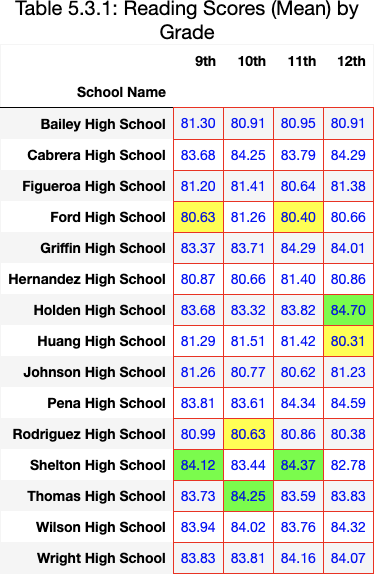 Table 5.3.1: Reading Scores (Mean) by
Grade
9th 10th 11th 12th
School Name
Bailey High School 81.30 80.91 80.95 80.91
Cabrera High School 83.68 84.25 83.79 84.29
Figueroa High School 81.20 81.41 80.64 81.38
Ford High School 80.63 81.26 80.40 80.66
Griffin High School 83.37 83.71 84.29 84.01
Hernandez High School 80.87 80.66 81.40 80.86
Holden High School 83.68 83.32 83.82 84.70
Huang High School 81.29 81.51 81.42 80.31
Johnson High School 81.26 80.77 80.62 81.23
Pena High School 83.81 83.61 84.34 84.59
Rodriguez High School 80.99 80.63 80.86 80.38
Shelton High School 84.12 83.44 84.37 82.78
Thomas High School 83.73 84.25 83.59 83.83
Wilson High School 83.94 84.02 83.76 84.32
Wright High School 83.83 83.81 84.16 84.07